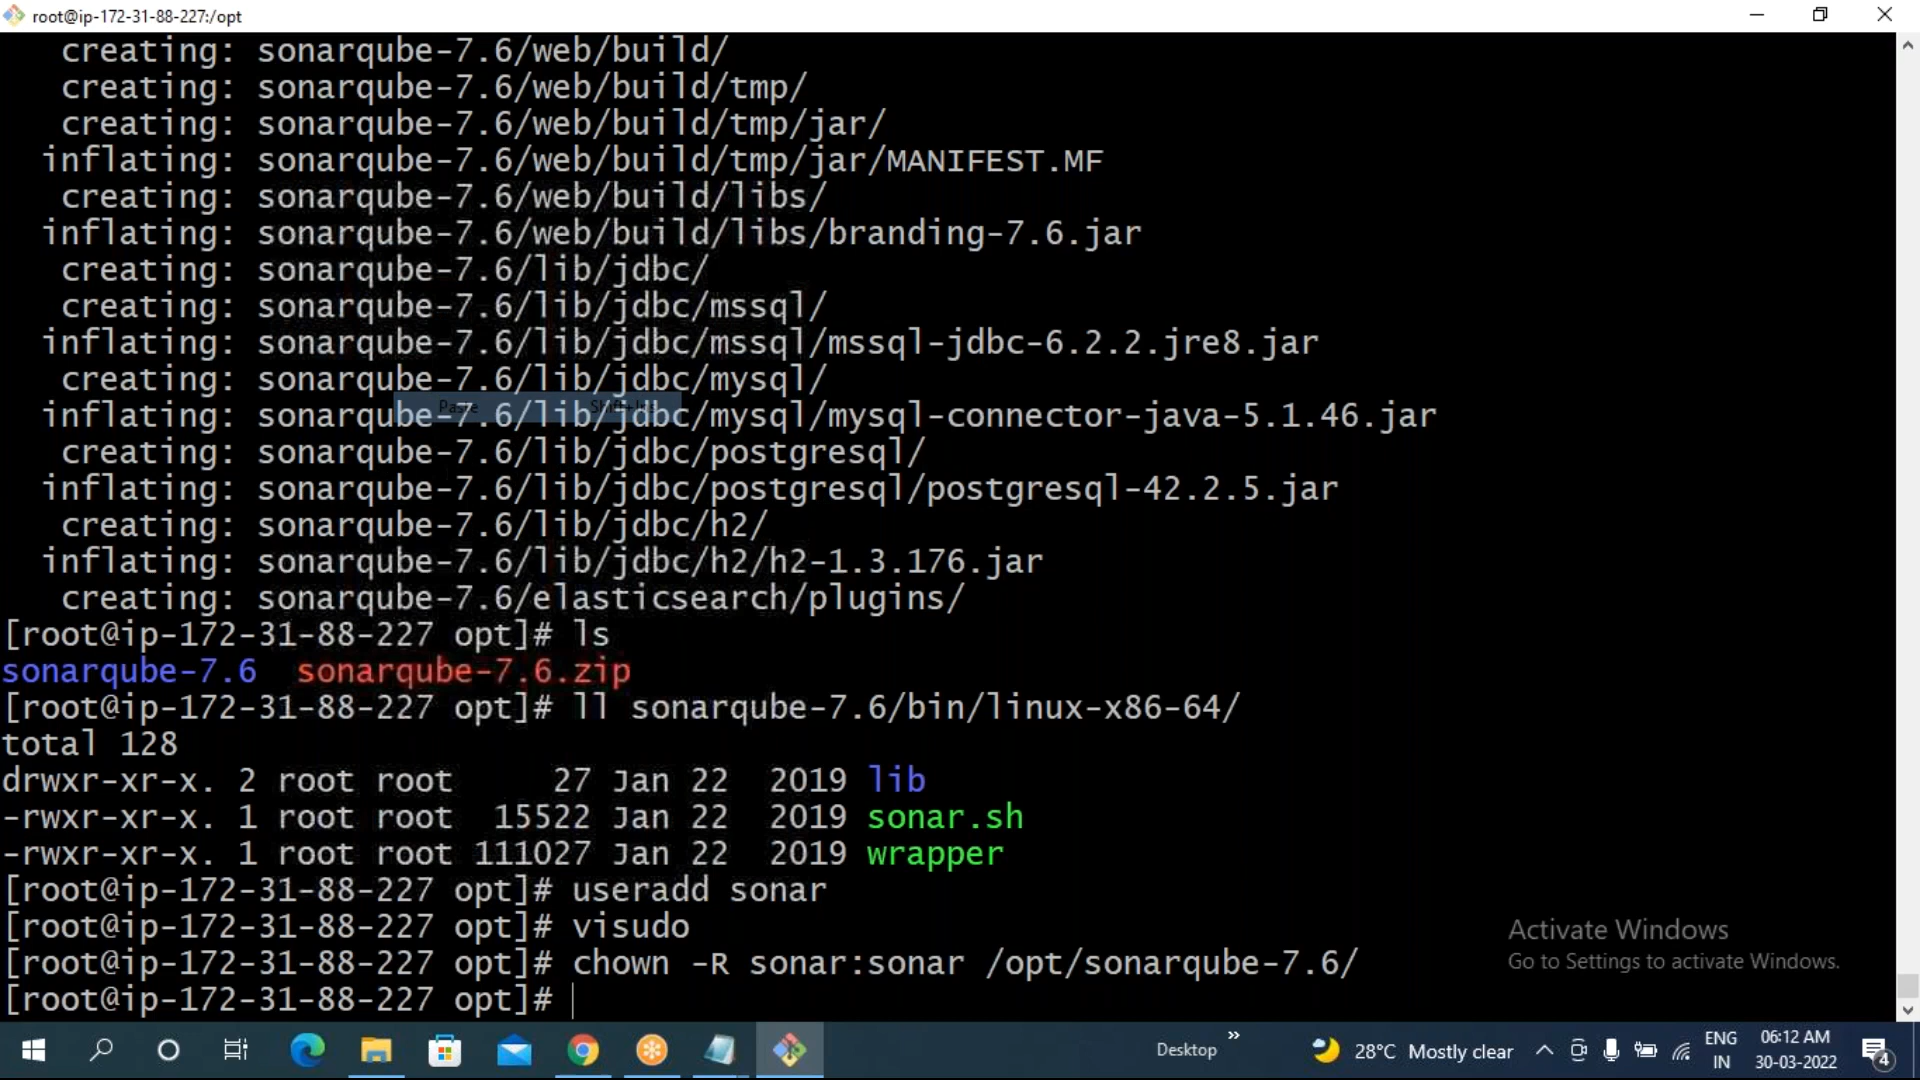 root@ip-172-31-88-227:/opt
creating: sonarqube-7.6/web/build/
creating: sonarqube-7.6/web/build/tmp/
creating: sonarqube-7.6/web/build/tmp/jar/
inflating: sonarqube-7.6/web/build/tmp/jar/MANIFEST.MF
creating: sonarqube-7.6/web/build/libs/
inflating: sonarqube-7.6/web/build/libs/branding-7.6.jar
creating: sonarqube-7.6/lib/jdbc/
creating: sonarqube-7.6/lib/jdbc/mssql/
inflating: sonarqube-7.6/lib/jdbc/mssql/mssql-jdbc-6.2.2.jre8.jar
creating: sonarqube-7.6/lib/jdbc/mysql/
inflating: sonarqube-7.6/lib/jdbc/mysql/mysql-connector-java-5.1.46.jar
Paste
creating: sonarqube-7.6/lib/jdbc/postgresql/
inflating: sonarqube-7.6/lib/jdbc/postgresql/postgresql-42.2.5.jar
creating: sonarqube-7.6/lib/jdbc/h2/
inflating: sonarqube-7.6/lib/jdbc/h2/h2-1.3.176.jar
creating: sonarqube-7.6/elasticsearch/plugins/
[root@ip-172-31-88-227 opt]# ls
sonarqube-7.6  sonarqube-7.6.zip
[root@ip-172-31-88-227 opt]# ll sonarqube-7.6/bin/linux-x86-64/
total 128
drwxr-xr-x. 2 root root     27 Jan 22  2019 lib
-rwxr-xr-x. 1 root root  15522 Jan 22  2019 sonar.sh
-rwxr-xr-x. 1 root root 111027 Jan 22  2019 wrapper
[root@ip-172-31-88-227 opt]# useradd sonar
[root@ip-172-31-88-227 opt]# visudo
[root@ip-172-31-88-227 opt]# chown -R sonar:sonar /opt/sonarqube-7.6/
[root@ip-172-31-88-227 opt]#
Activate Windows
Go to Settings to activate Windows.
Desktop
28°C Mostly clear
ENG
IN
06:12 AM
30-03-2022
4